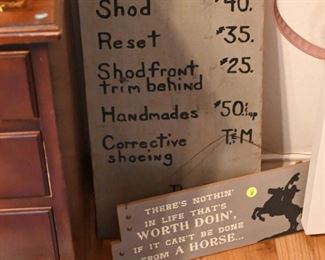 Shod $40.
Reset $35.
Shod front $25.
trim behind
Handmades $50.&up
Corrective T&M
shoeing
THERE'S NOTHIN'
IN LIFE THAT'S
WORTH DOIN',
IF IT CAN'T BE DONE
FROM A HORSE...